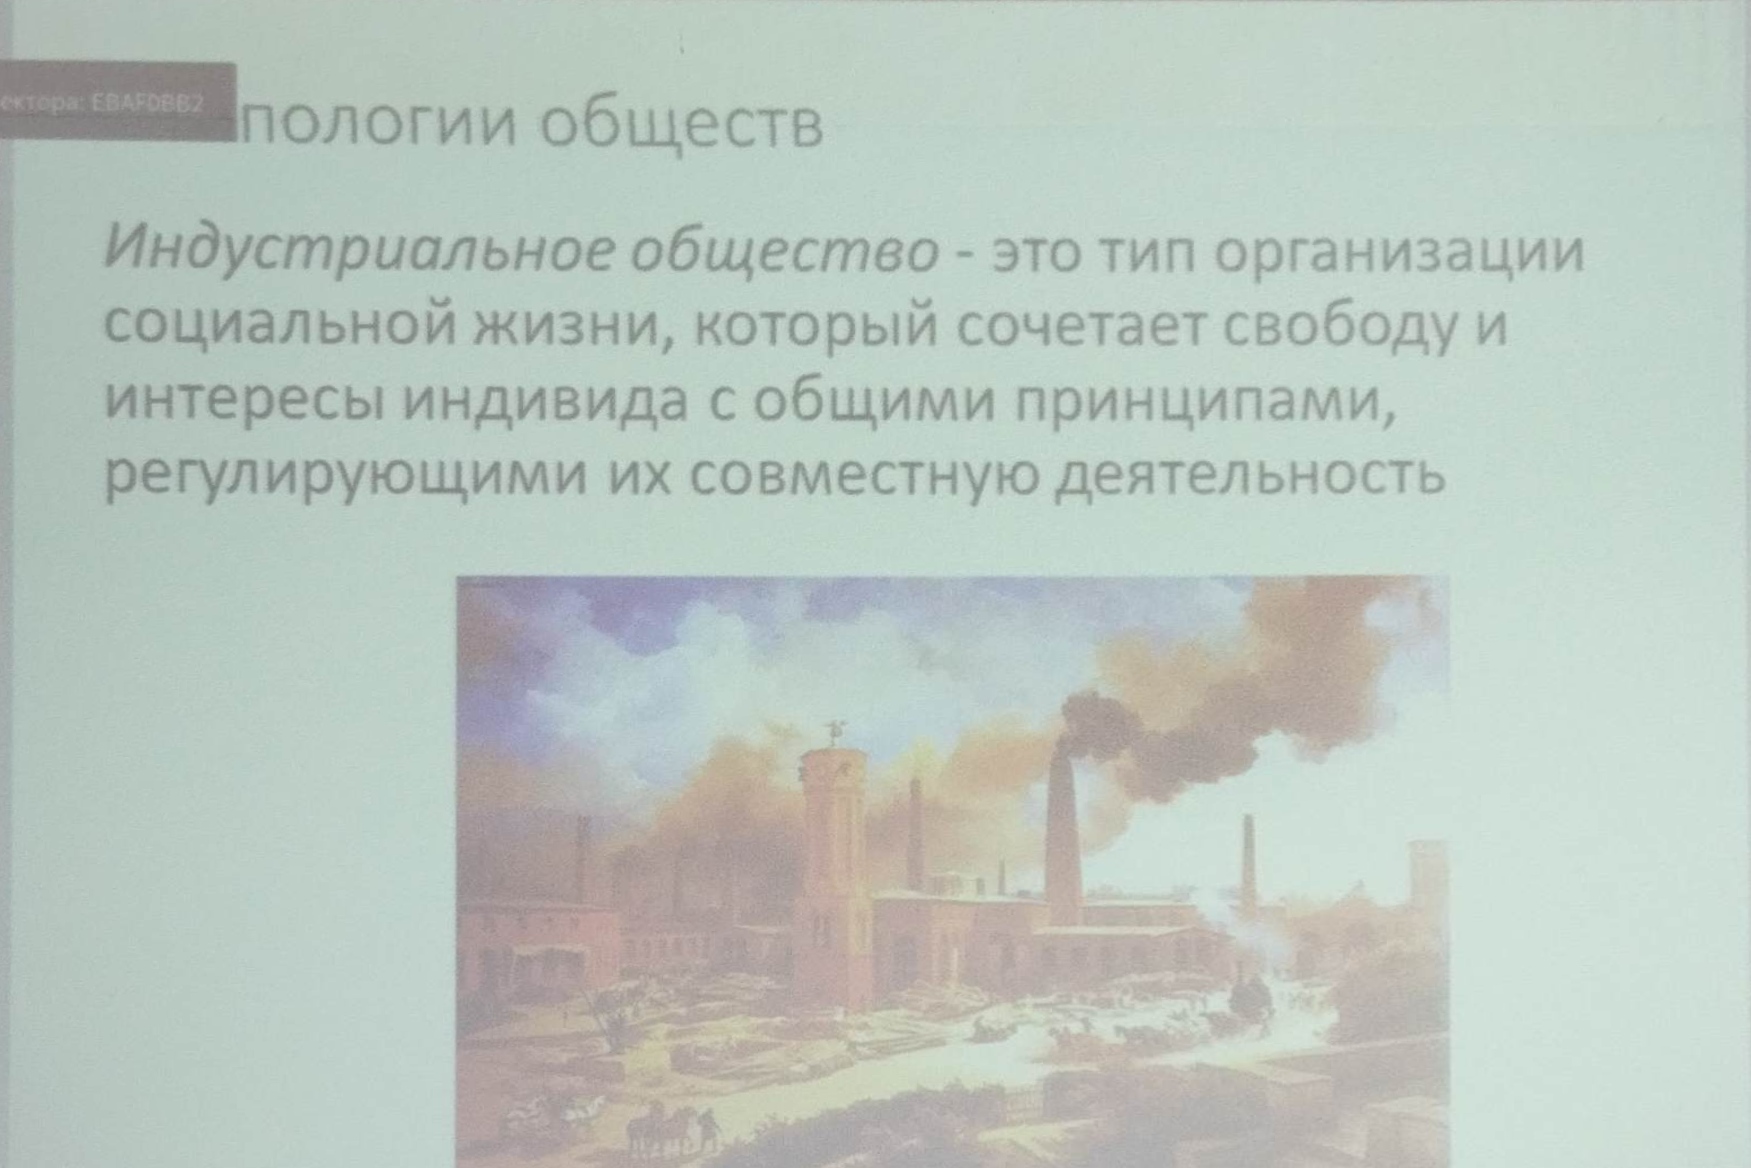 ектора: EBAFDBB2
пологии обществ
Индустриальное общество - это тип организации
социальной жизни, который сочетает свободу и
интересы индивида с общими принципами,
регулирующими их совместную деятельность